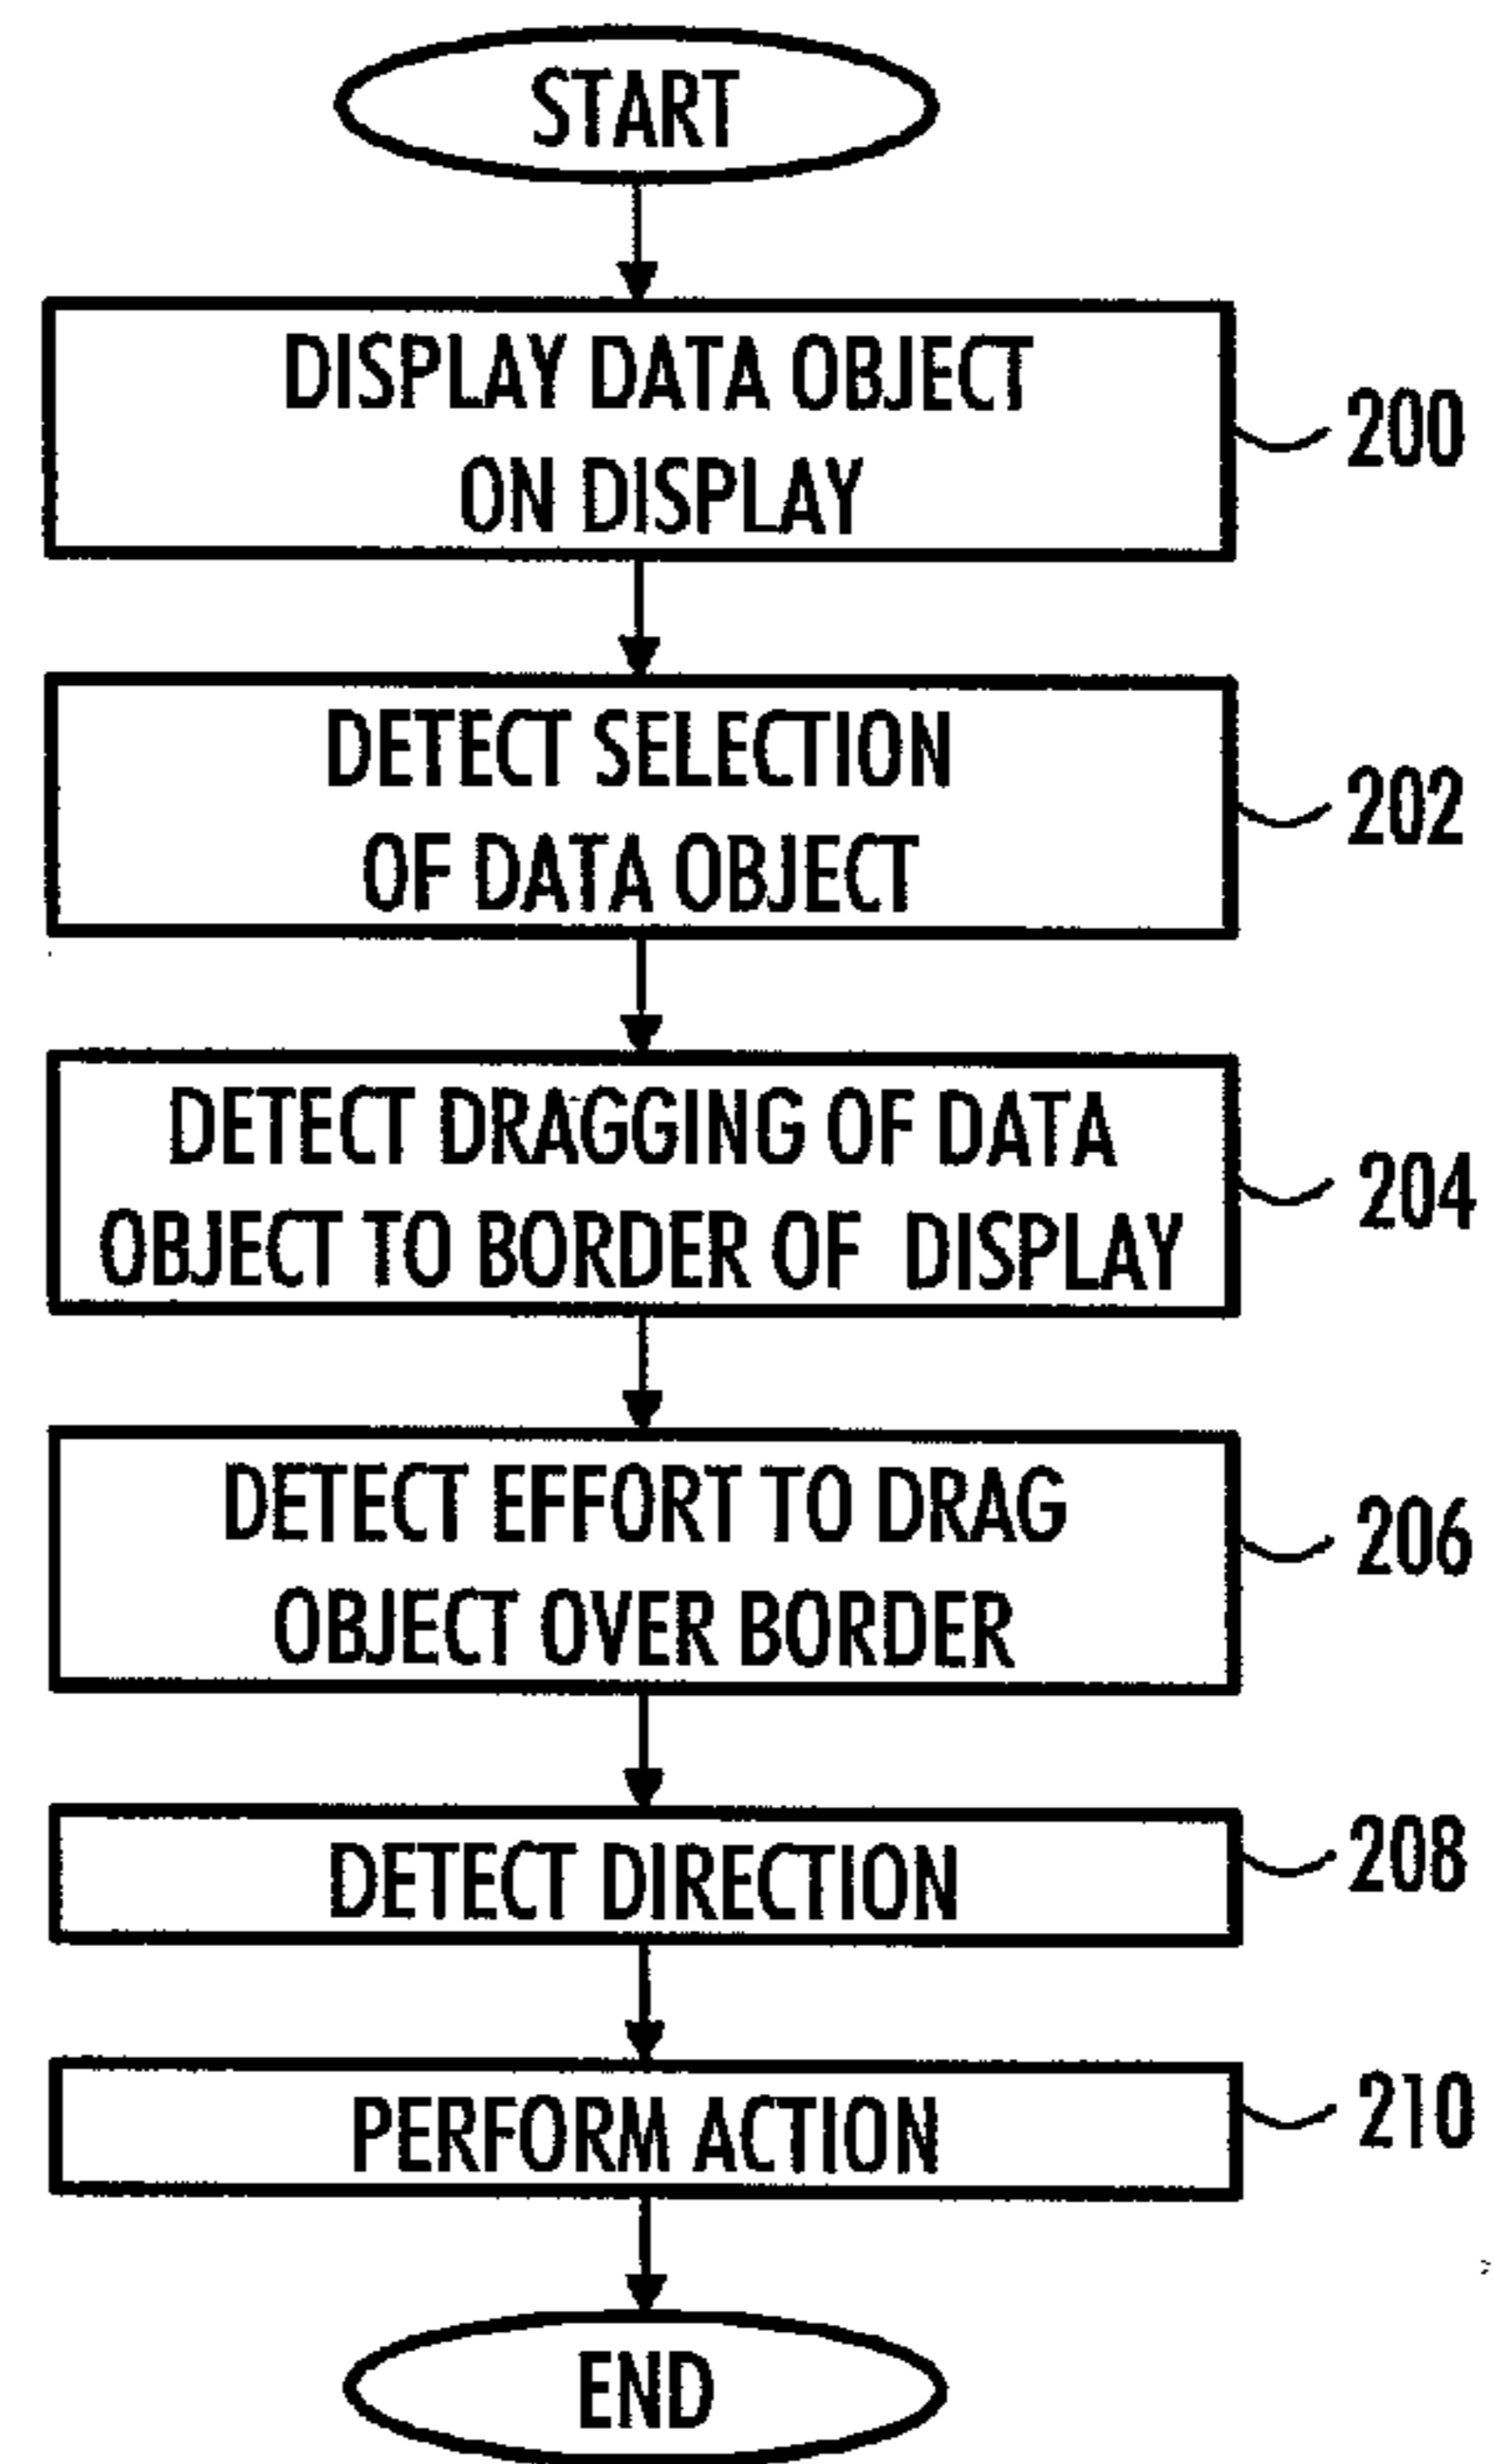 START
DISPLAY DATA OBJECT
ON DISPLAY
200
DETECT SELECTION
OF DATA OBJECT
202
DETECT DRAGGING OF DATA
OBJECT TO BORDER OF DISPLAY
204
DETECT EFFORT TO DRAG
OBJECT OVER BORDER
206
DETECT DIRECTION
208
PERFORM ACTION
210
END